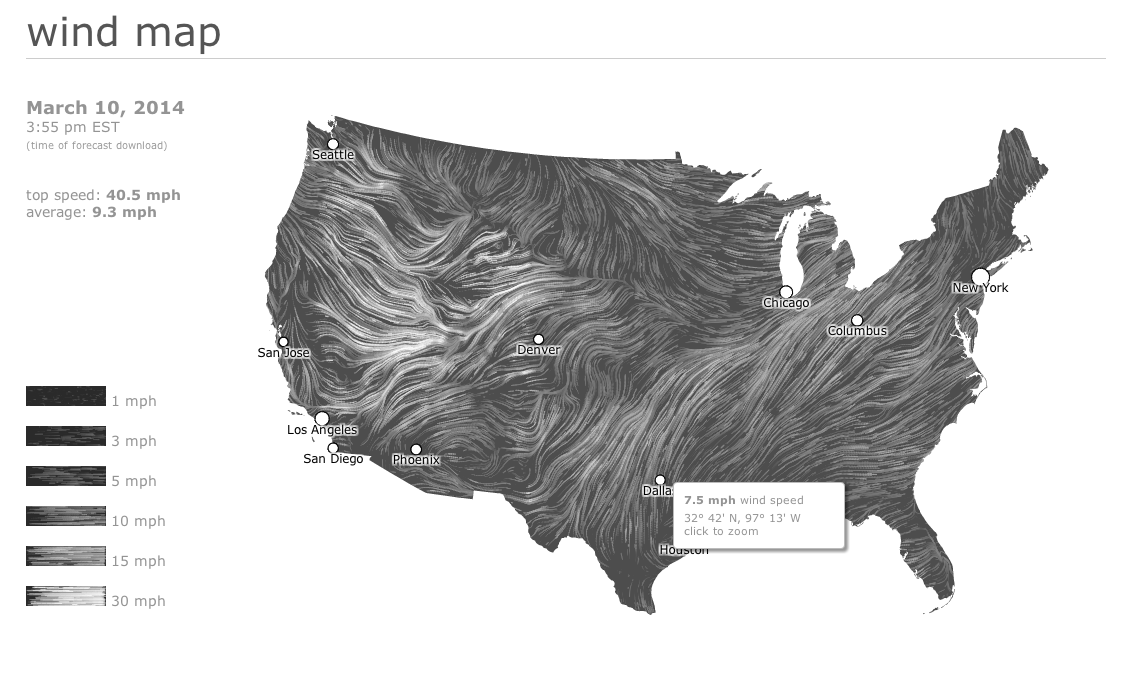 wind map
March 10, 2014
3:55 pm EST
(time of forecast download)
top speed: 40.5 mph
average: 9.3 mph
1 mph
3 mph
5 mph
10 mph
15 mph
30 mph
Seattle
New York
Chicago
Columbus
Denver
San Jose
Los Angeles
San Diego
Phoenix
Dalla
7.5 mph wind speed
32° 42' N, 97° 13' W
click to zoom
Houston